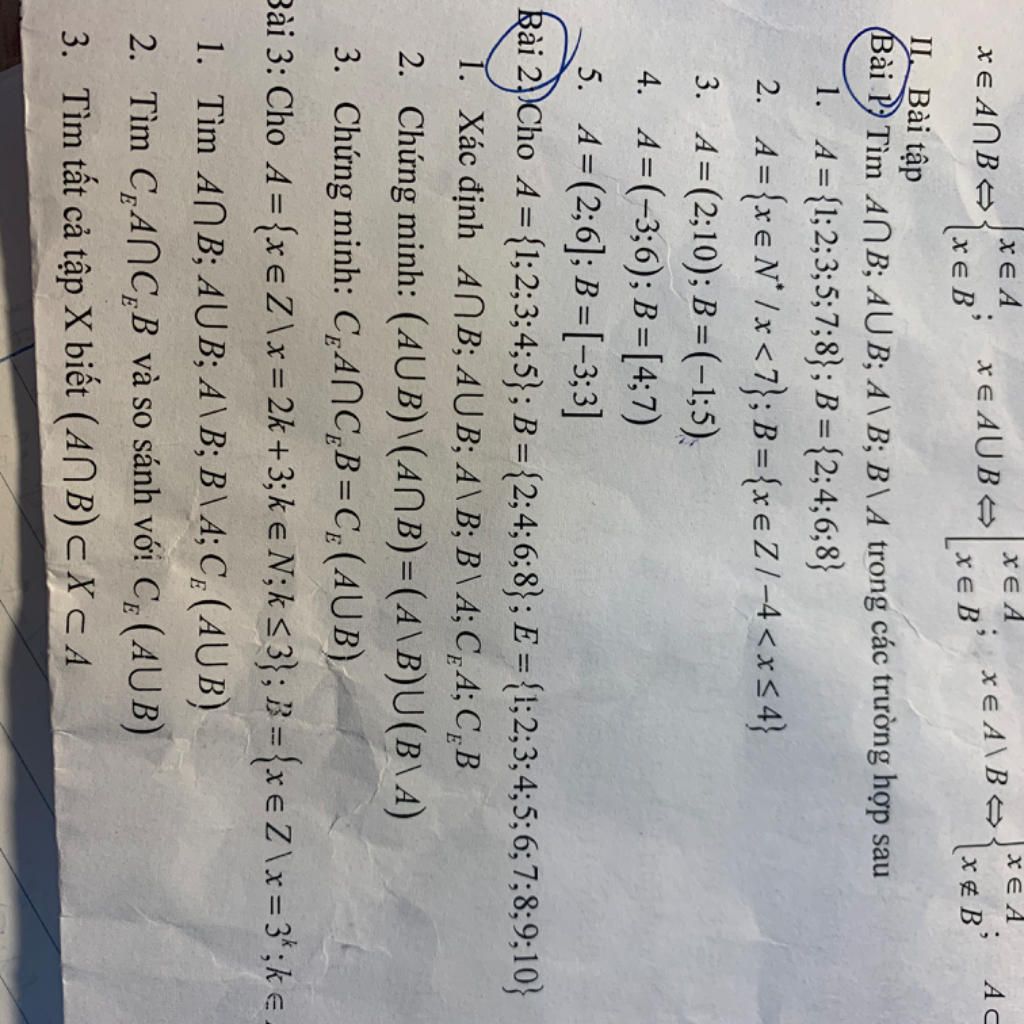 x ∈ A ∩ B ⇔ { x ∈ A x ∈ B ; x ∈ A ∪ B ⇔ [ x ∈ A x ∈ B ; x ∈ A \ B ⇔ { x ∈ A x ∉ B ; A ⊂
II. Bài tập
Bài 1: Tìm A ∩ B; A ∪ B; A \ B; B \ A trong các trường hợp sau
1. A = {1;2;3;5;7;8}; B = {2;4;6;8}
2. A = {x ∈ N* / x < 7}; B = {x ∈ Z / −4 < x ≤ 4}
3. A = (2;10); B = (−1;5)
4. A = (−3;6); B = [4;7)
5. A = (2;6]; B = [−3;3]
Bài 2: Cho A = {1;2;3;4;5}; B = {2;4;6;8}; E = {1;2;3;4;5;6;7;8;9;10}
1. Xác định A ∩ B; A ∪ B; A \ B; B \ A; C_E A; C_E B
2. Chứng minh: (A ∪ B) \ (A ∩ B) = (A \ B) ∪ (B \ A)
3. Chứng minh: C_E A ∩ C_E B = C_E (A ∪ B)
Bài 3: Cho A = {x ∈ Z \ x = 2k + 3; k ∈ N; k ≤ 3}; B = {x ∈ Z \ x = 3^k; k ∈
1. Tìm A ∩ B; A ∪ B; A \ B; B \ A; C_E (A ∪ B)
2. Tìm C_E A ∩ C_E B và so sánh với C_E (A ∪ B)
3. Tìm tất cả tập X biết (A ∩ B) ⊂ X ⊂ A